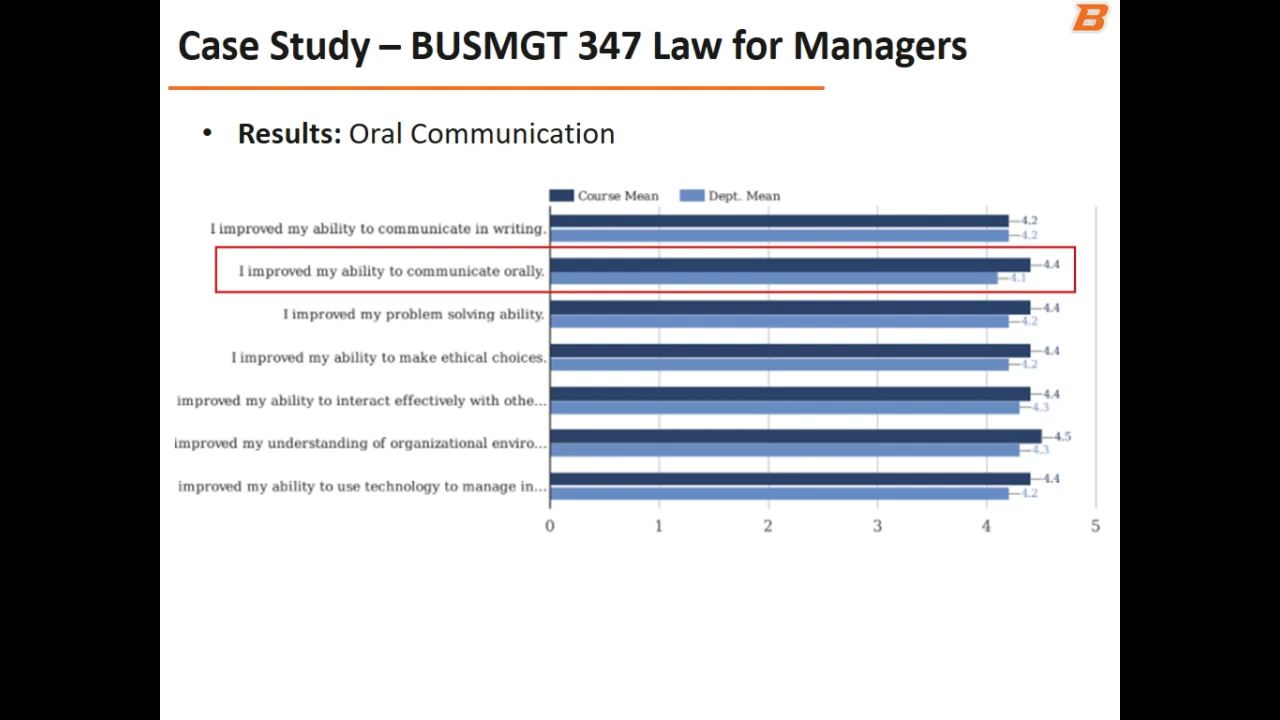 B
Case Study – BUSMGT 347 Law for Managers
• Results: Oral Communication
Course Mean Dept. Mean
I improved my ability to communicate in writing. 4.2 4.2
I improved my ability to communicate orally. 4.4 4.1
I improved my problem solving ability. 4.4 4.2
I improved my ability to make ethical choices. 4.4 4.2
improved my ability to interact effectively with othe... 4.4 4.3
improved my understanding of organizational enviro... 4.5 4.3
improved my ability to use technology to manage in... 4.4 4.2
0 1 2 3 4 5